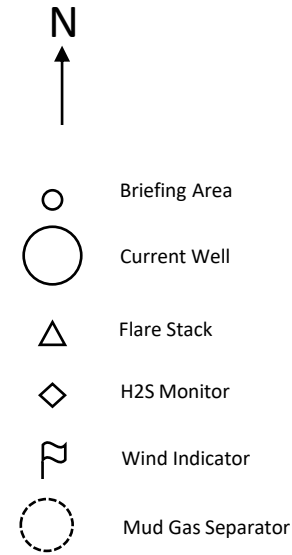 N
Briefing Area
Current Well
Flare Stack
H2S Monitor
Wind Indicator
Mud Gas Separator